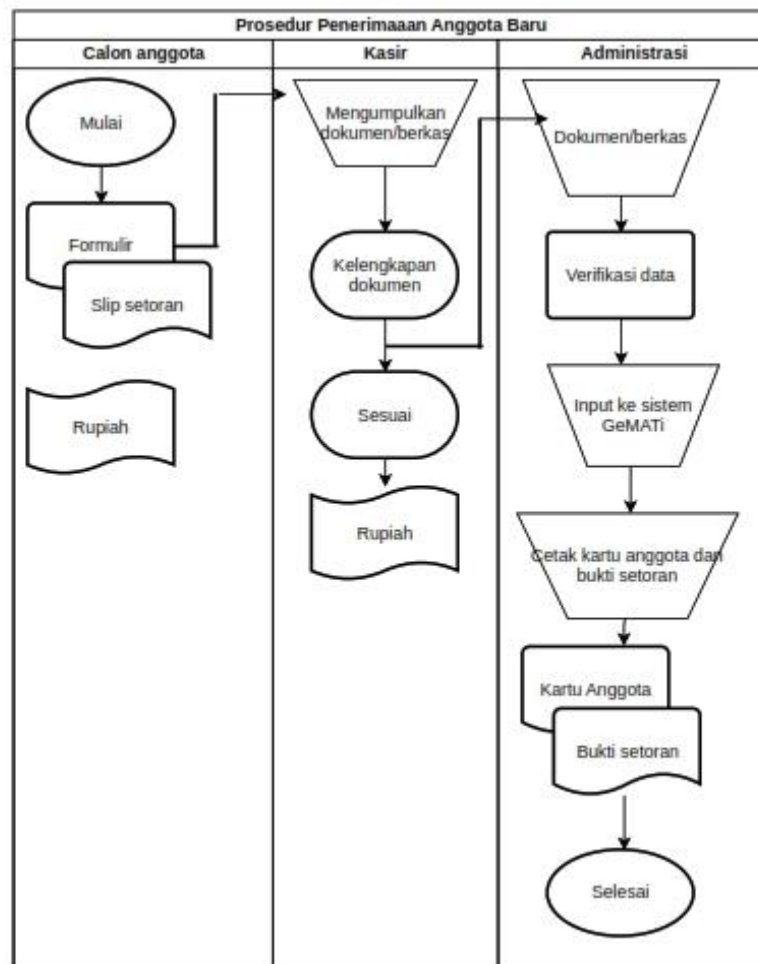 Prosedur Penerimaaan Anggota Baru
Calon anggota
Kasir
Administrasi
Mulai
Formulir
Slip setoran
Rupiah
Mengumpulkan
dokumen/berkas
Kelengkapan
dokumen
Sesuai
Rupiah
Dokumen/berkas
Verifikasi data
Input ke sistem
GeMATi
Cetak kartu anggota dan
bukti setoran
Kartu Anggota
Bukti setoran
Selesai